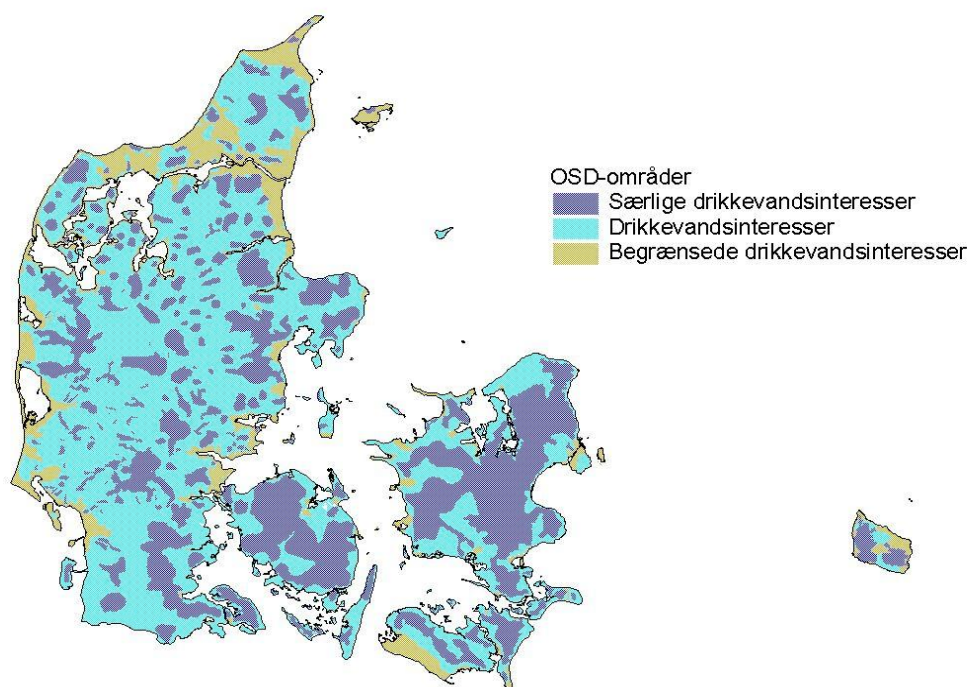 OSD-områder
Særlige drikkevandsinteresser
Drikkevandsinteresser
Begrænsede drikkevandsinteresser